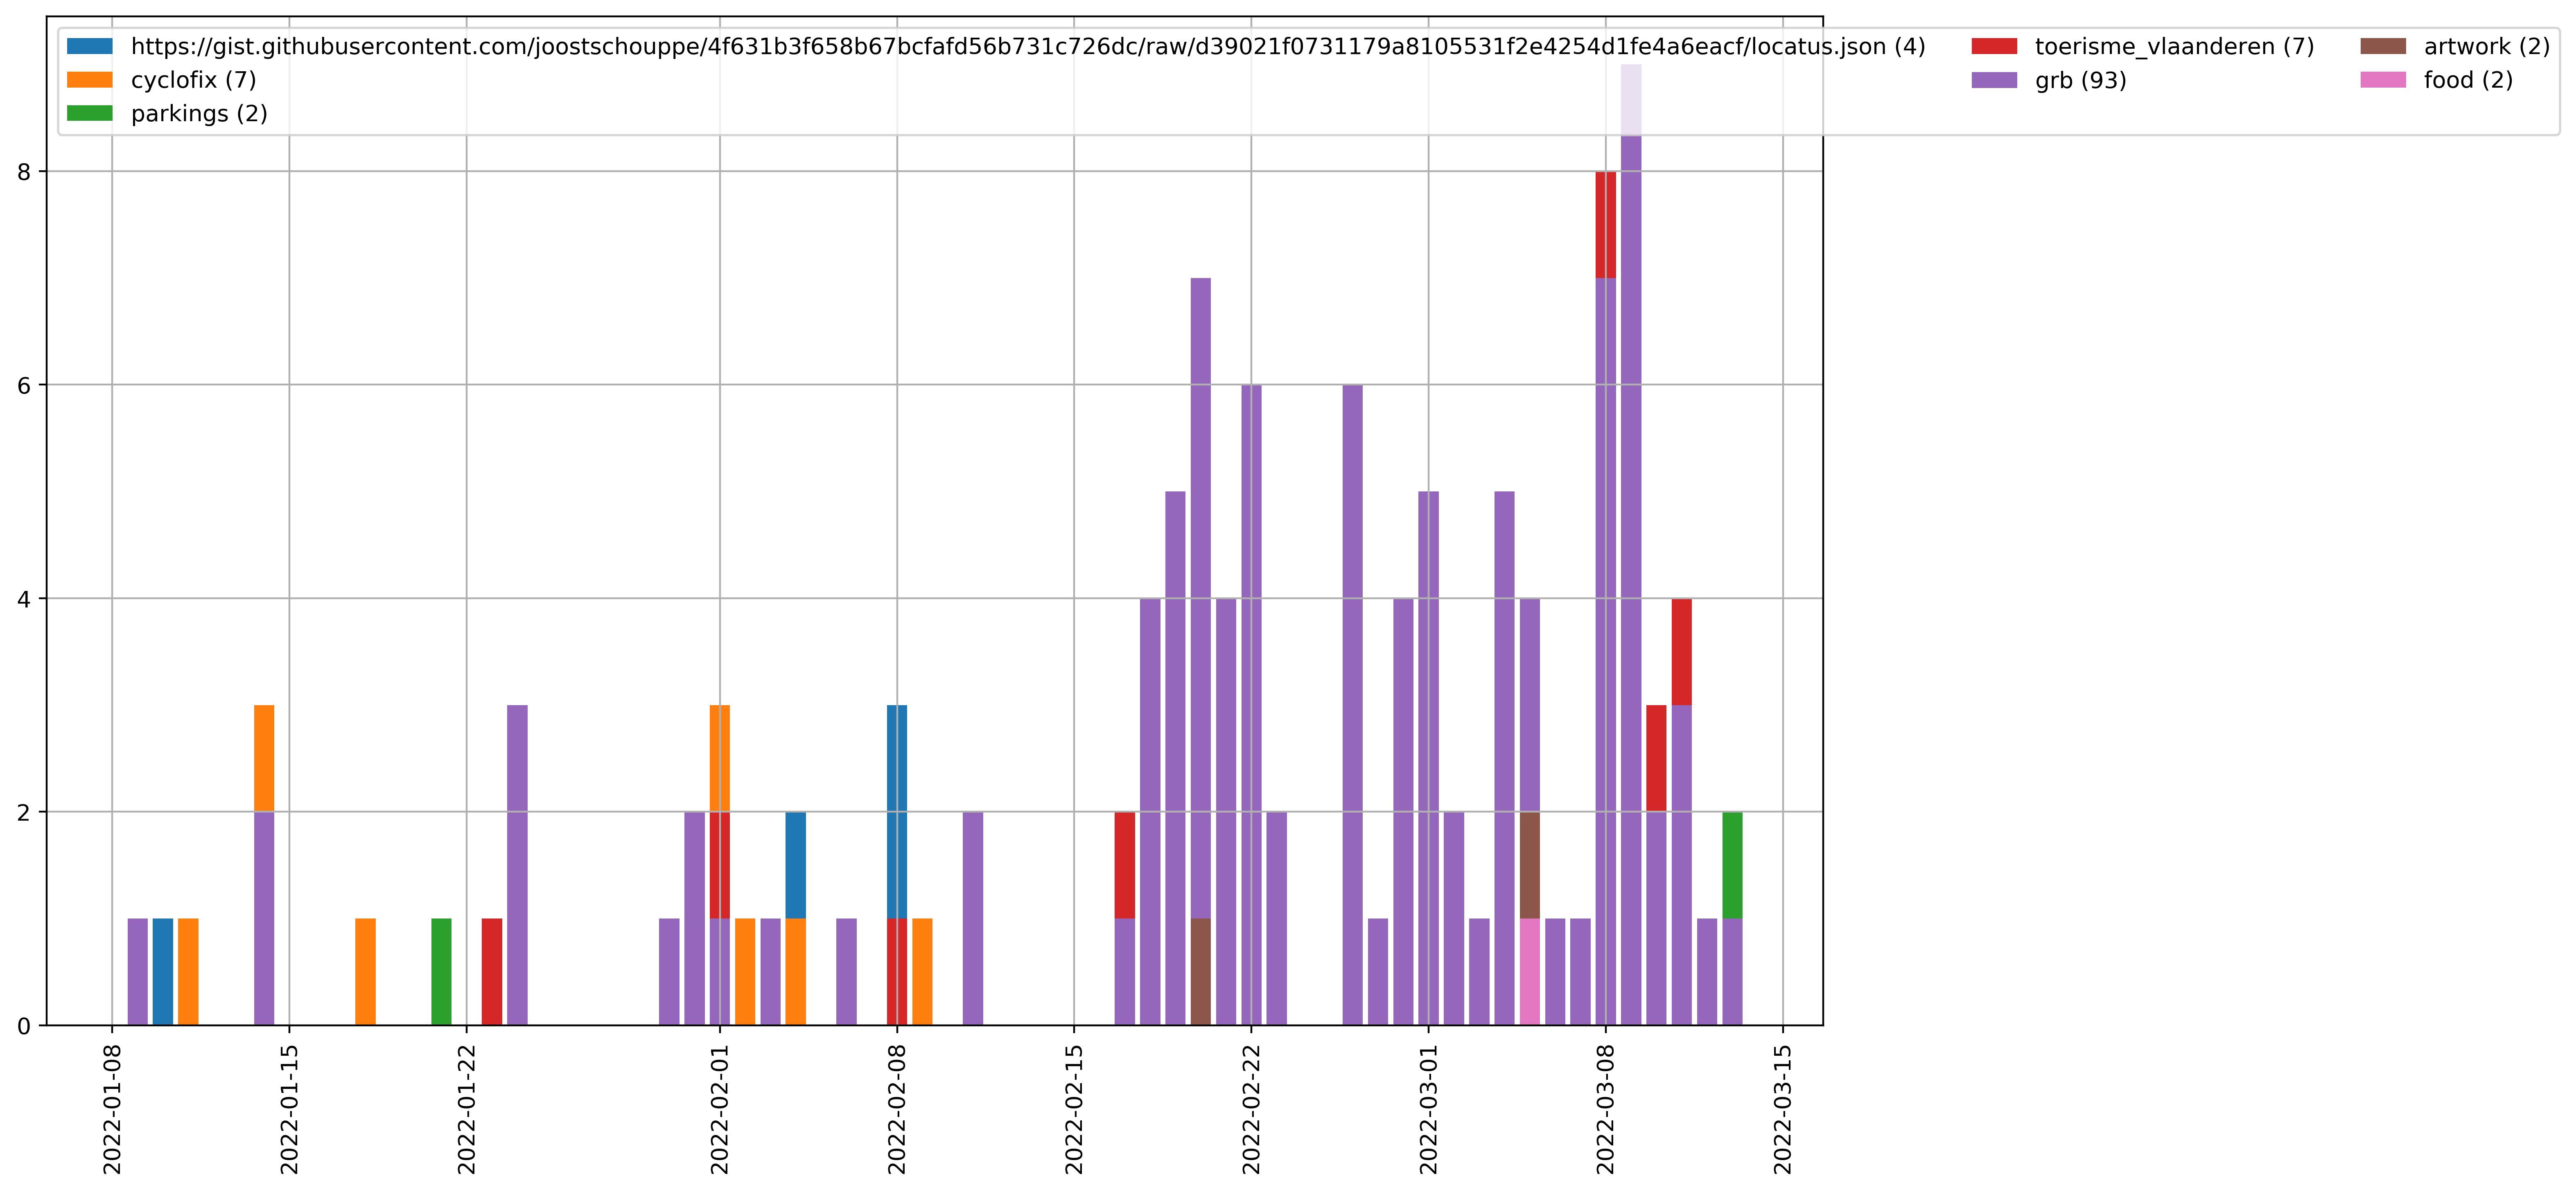 https://gist.githubusercontent.com/joostschouppe/4f631b3f658b67bcfafd56b731c726dc/raw/d39021f0731179a8105531f2e4254d1fe4a6eacf/locatus.json (4)
cyclofix (7)
parkings (2)
toerisme_vlaanderen (7)
grb (93)
artwork (2)
food (2)
8
6
4
2
0
2022-01-08
2022-01-15
2022-01-22
2022-02-01
2022-02-08
2022-02-15
2022-02-22
2022-03-01
2022-03-08
2022-03-15